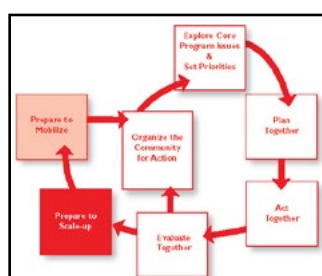 Explore Core
Program Issues
&
Set Priorities
Prepare to
Mobilize
Organize the
Community
for Action
Plan
Together
Act
Together
Evaluate
Together
Prepare to
Scale-up